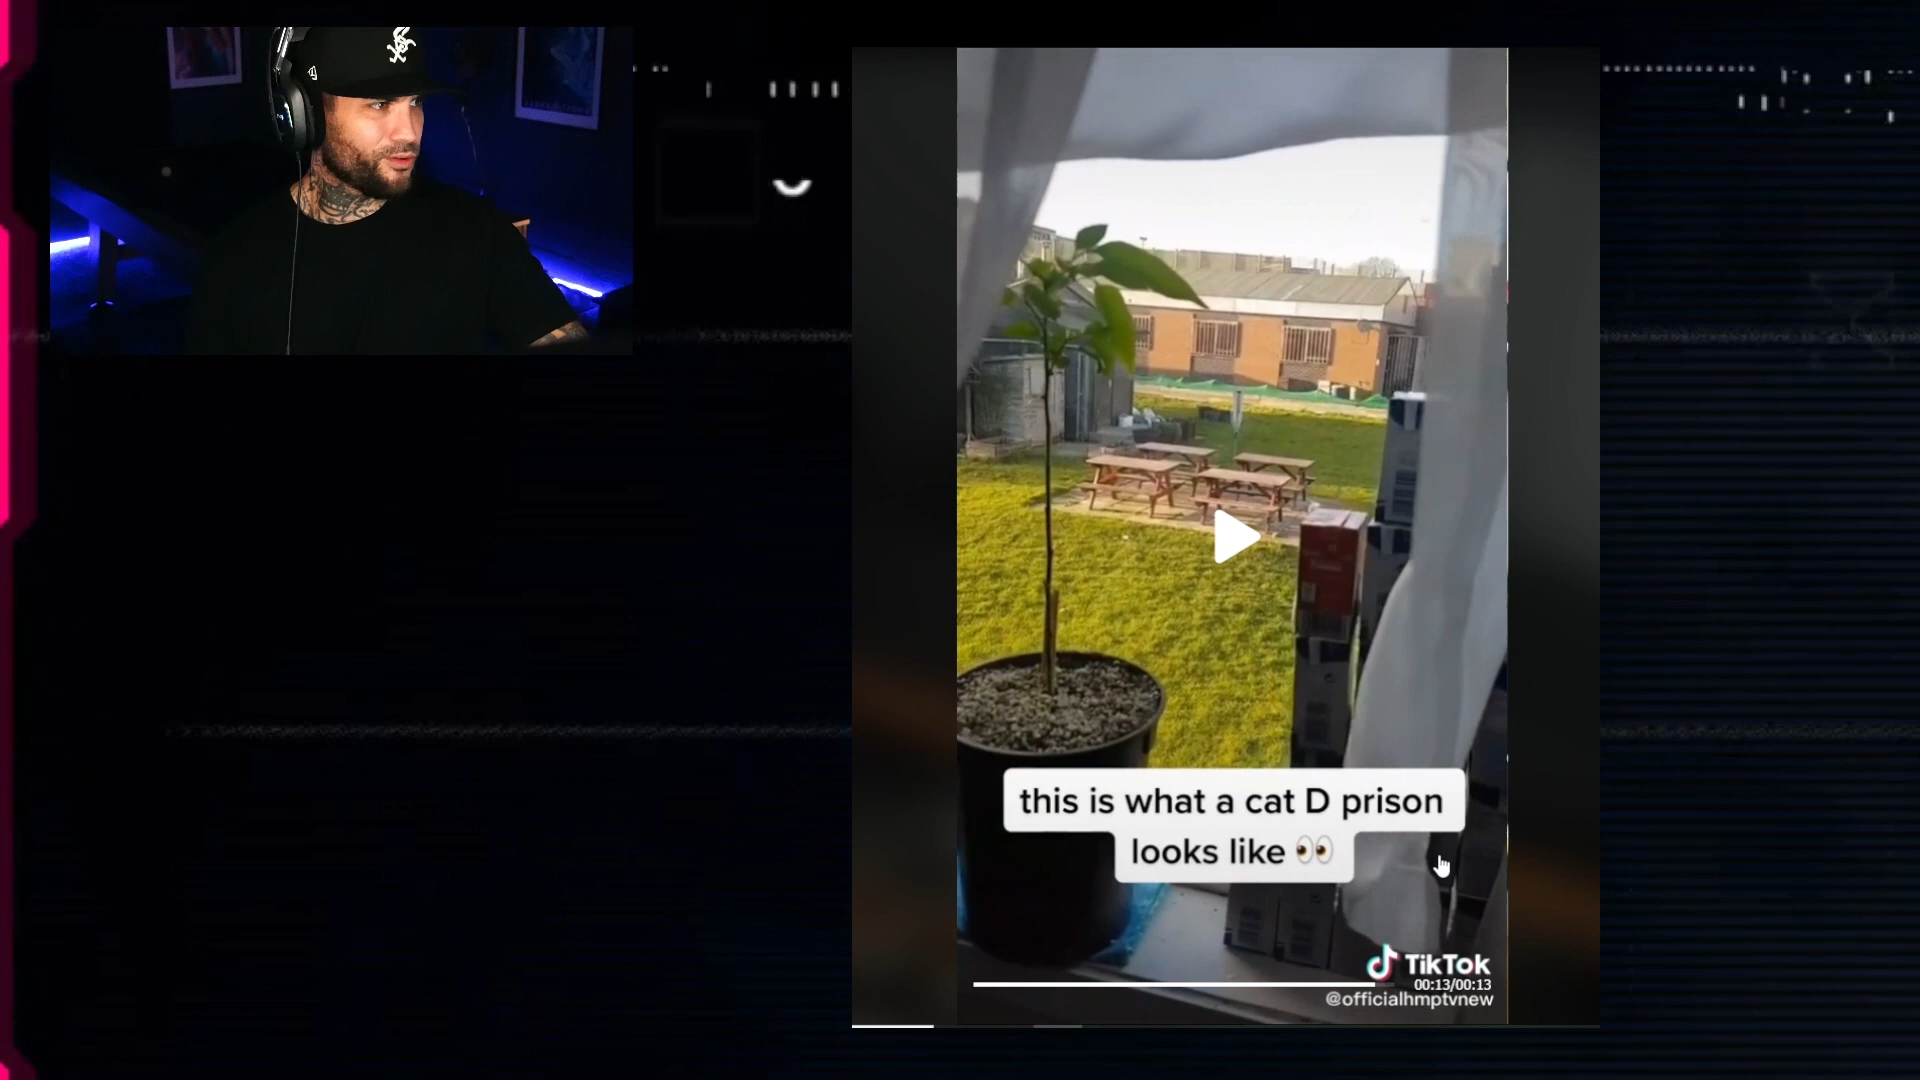 this is what a cat D prison
looks like 👀
TikTok
00:13/00:13
@officialhmptvnew